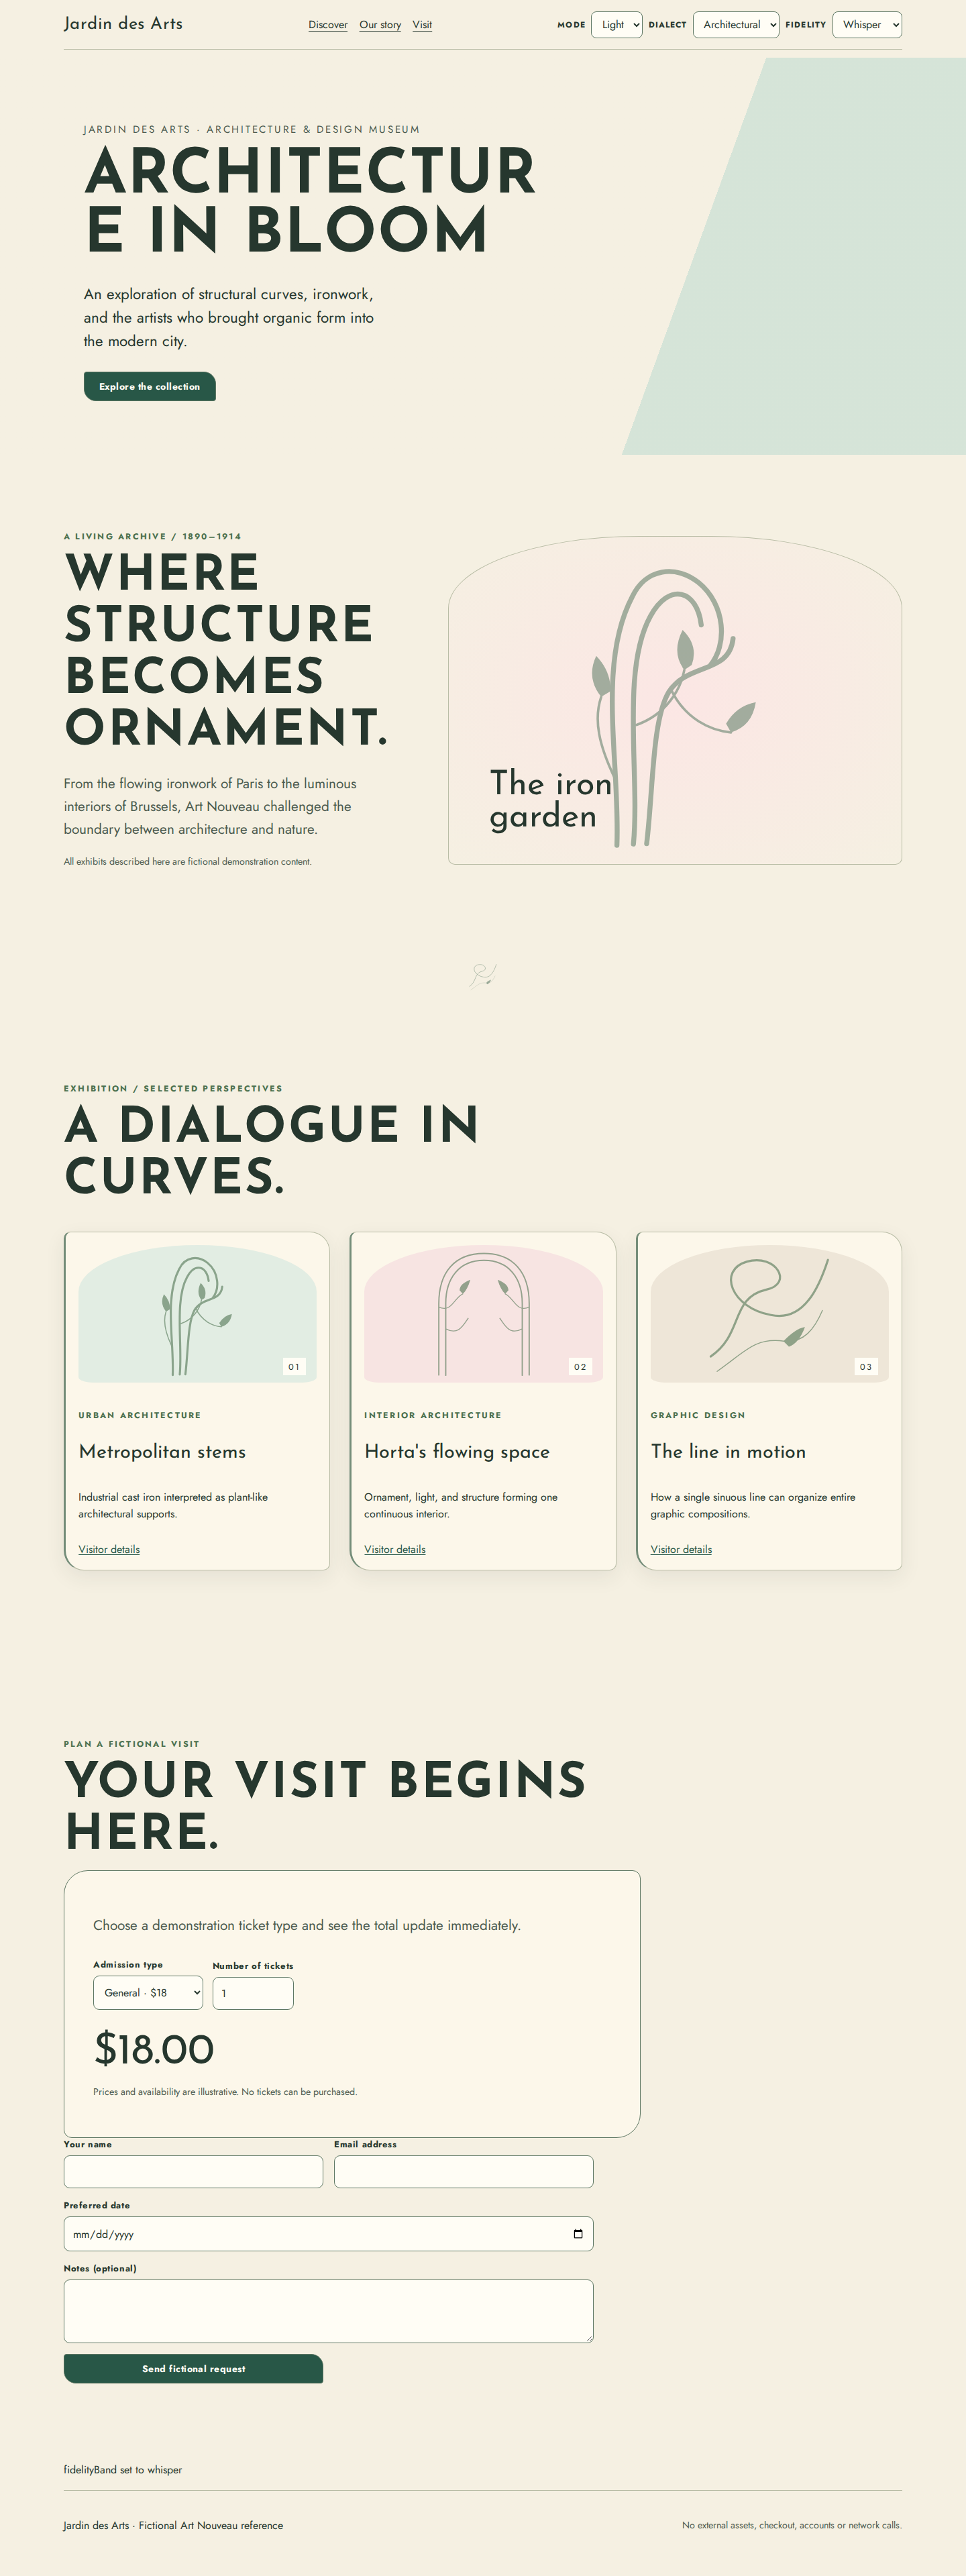 Jardin des Arts
Discover Our story Visit
MODE Light DIALECT Architectural FIDELITY Whisper
JARDIN DES ARTS · ARCHITECTURE & DESIGN MUSEUM
ARCHITECTUR
E IN BLOOM
An exploration of structural curves, ironwork,
and the artists who brought organic form into
the modern city.
Explore the collection
A LIVING ARCHIVE / 1890–1914
WHERE
STRUCTURE
BECOMES
ORNAMENT.
From the flowing ironwork of Paris to the luminous
interiors of Brussels, Art Nouveau challenged the
boundary between architecture and nature.
All exhibits described here are fictional demonstration content.
The iron
garden
EXHIBITION / SELECTED PERSPECTIVES
A DIALOGUE IN
CURVES.
01
URBAN ARCHITECTURE
Metropolitan stems
Industrial cast iron interpreted as plant-like
architectural supports.
Visitor details
02
INTERIOR ARCHITECTURE
Horta's flowing space
Ornament, light, and structure forming one
continuous interior.
Visitor details
03
GRAPHIC DESIGN
The line in motion
How a single sinuous line can organize entire
graphic compositions.
Visitor details
PLAN A FICTIONAL VISIT
YOUR VISIT BEGINS
HERE.
Choose a demonstration ticket type and see the total update immediately.
Admission type Number of tickets
General · $18 1
$18.00
Prices and availability are illustrative. No tickets can be purchased.
Your name Email address
Preferred date
mm/dd/yyyy
Notes (optional)
Send fictional request
fidelityBand set to whisper
Jardin des Arts · Fictional Art Nouveau reference
No external assets, checkout, accounts or network calls.